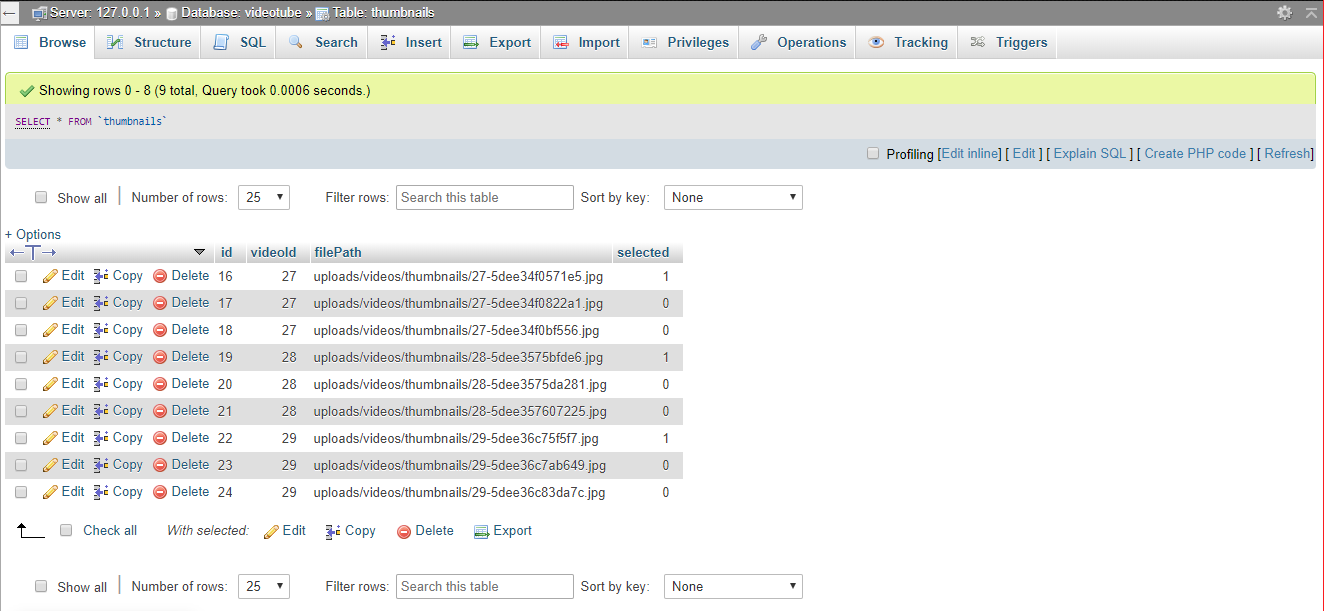 Server: 127.0.0.1 » Database: videotube » Table: thumbnails
Browse Structure SQL Search Insert Export Import Privileges Operations Tracking Triggers
Showing rows 0 - 8 (9 total, Query took 0.0006 seconds.)
SELECT * FROM `thumbnails`
Profiling [Edit inline] [ Edit ] [ Explain SQL ] [ Create PHP code ] [ Refresh]
Show all Number of rows: 25 Filter rows: Search this table Sort by key: None
+ Options
id videoId filePath selected
Edit Copy Delete 16 27 uploads/videos/thumbnails/27-5dee34f0571e5.jpg 1
Edit Copy Delete 17 27 uploads/videos/thumbnails/27-5dee34f0822a1.jpg 0
Edit Copy Delete 18 27 uploads/videos/thumbnails/27-5dee34f0bf556.jpg 0
Edit Copy Delete 19 28 uploads/videos/thumbnails/28-5dee3575bfde6.jpg 1
Edit Copy Delete 20 28 uploads/videos/thumbnails/28-5dee3575da281.jpg 0
Edit Copy Delete 21 28 uploads/videos/thumbnails/28-5dee357607225.jpg 0
Edit Copy Delete 22 29 uploads/videos/thumbnails/29-5dee36c75f5f7.jpg 1
Edit Copy Delete 23 29 uploads/videos/thumbnails/29-5dee36c7ab649.jpg 0
Edit Copy Delete 24 29 uploads/videos/thumbnails/29-5dee36c83da7c.jpg 0
Check all With selected: Edit Copy Delete Export
Show all Number of rows: 25 Filter rows: Search this table Sort by key: None